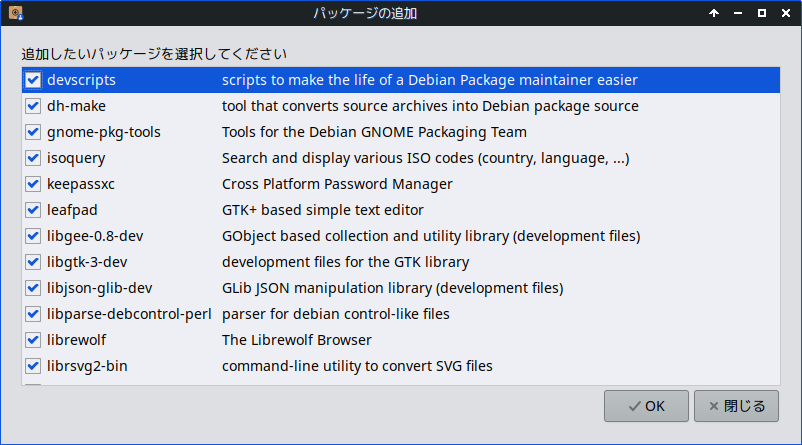 パッケージの追加
追加したいパッケージを選択してください
devscripts scripts to make the life of a Debian Package maintainer easier
dh-make tool that converts source archives into Debian package source
gnome-pkg-tools Tools for the Debian GNOME Packaging Team
isoquery Search and display various ISO codes (country, language, ...)
keepassxc Cross Platform Password Manager
leafpad GTK+ based simple text editor
libgee-0.8-dev GObject based collection and utility library (development files)
libgtk-3-dev development files for the GTK library
libjson-glib-dev GLib JSON manipulation library (development files)
libparse-debcontrol-perl parser for debian control-like files
librewolf The Librewolf Browser
librsvg2-bin command-line utility to convert SVG files
OK 閉じる